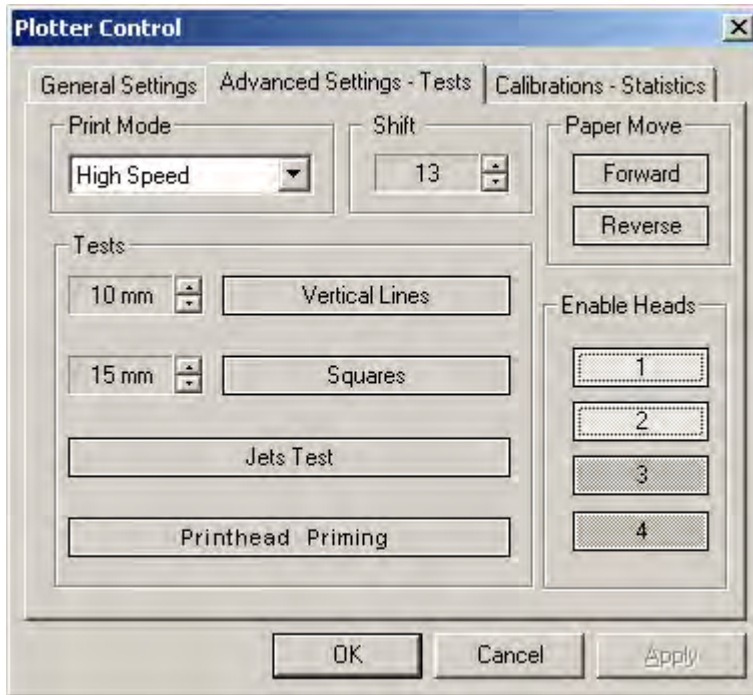 Plotter Control
General Settings
Advanced Settings - Tests
Calibrations - Statistics
Print Mode
High Speed
Shift
13
Paper Move
Forward
Reverse
Tests
10 mm
Vertical Lines
15 mm
Squares
Jets Test
Printhead Priming
Enable Heads
1
2
3
4
OK
Cancel
Apply